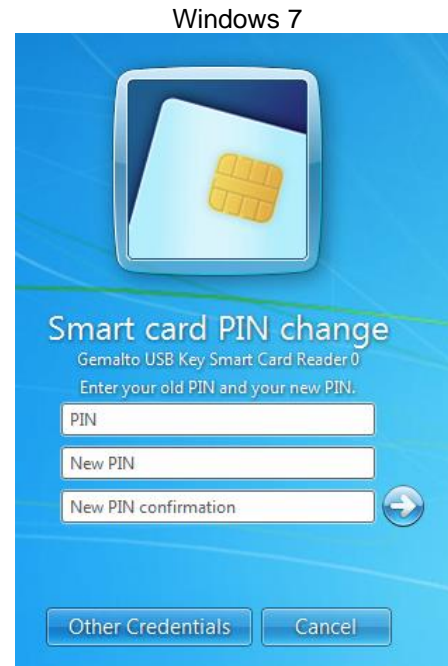 Windows 7
Smart card PIN change
Gemalto USB Key Smart Card Reader 0
Enter your old PIN and your new PIN.
PIN
New PIN
New PIN confirmation
Other Credentials
Cancel